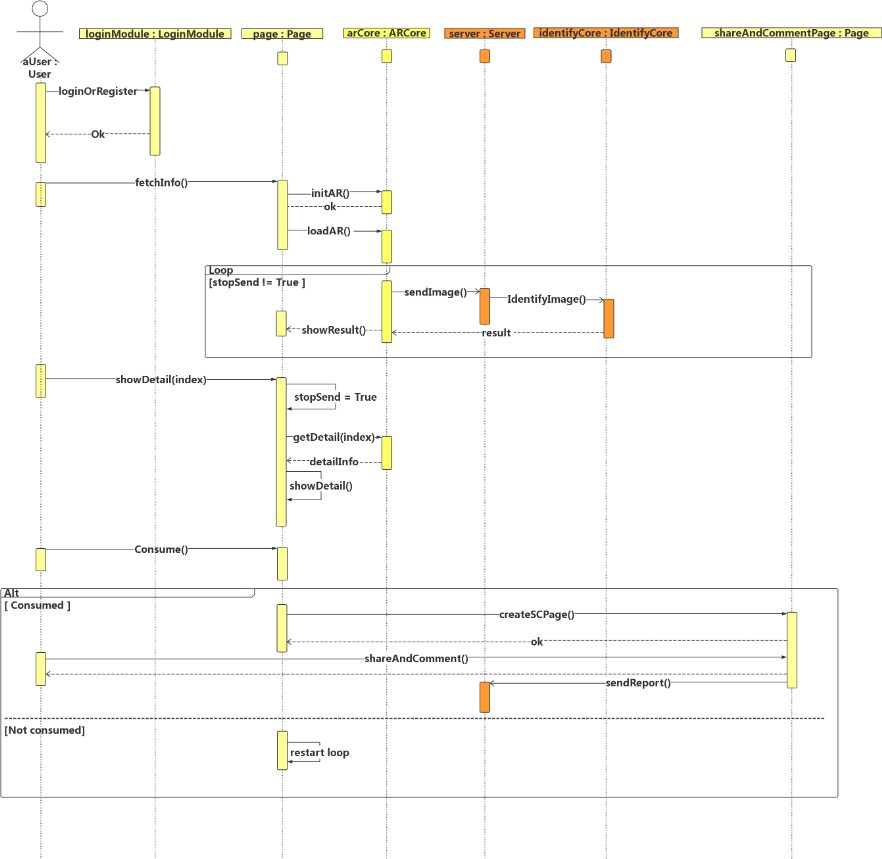 loginModule : LoginModule
page : Page
arCore : ARCore
server : Server
identifyCore : IdentifyCore
shareAndCommentPage : Page
aUser :
User
loginOrRegister
Ok
fetchInfo()
initAR()
ok
loadAR()
Loop
[stopSend != True ]
sendImage()
IdentifyImage()
showResult()
result
showDetail(index)
stopSend = True
getDetail(index)
detailInfo
showDetail()
Consume()
Alt
[ Consumed ]
createSCPage()
ok
shareAndComment()
sendReport()
[Not consumed]
restart loop